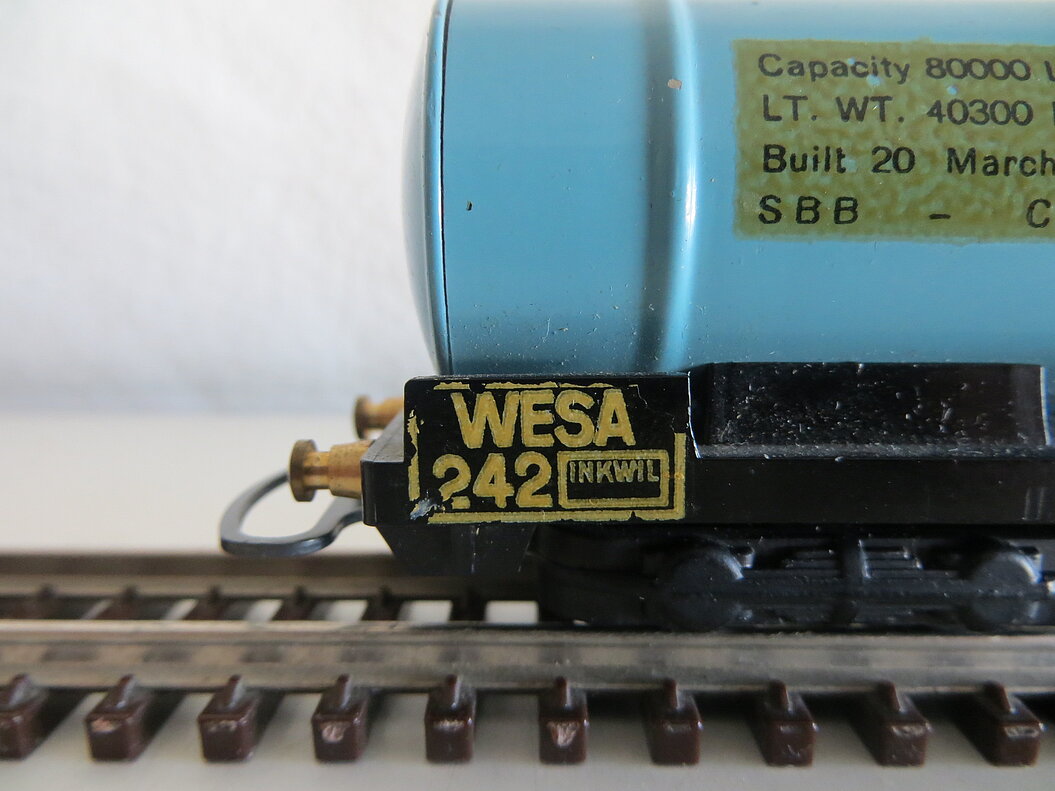 Capacity 80000
LT. WT. 40300
Built 20 March
SBB - C
WESA
242 INKWIL